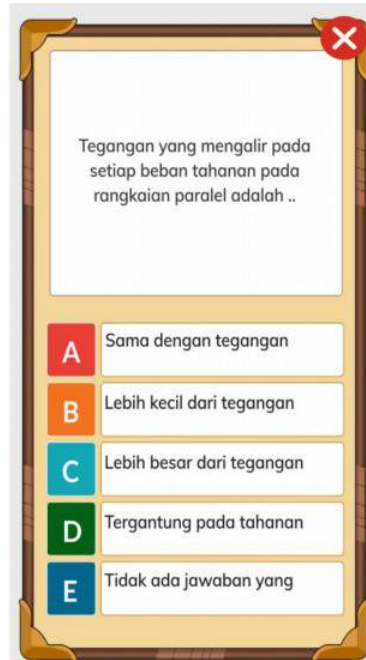 Tegangan yang mengalir pada
setiap beban tahanan pada
rangkaian paralel adalah ..
A Sama dengan tegangan
B Lebih kecil dari tegangan
C Lebih besar dari tegangan
D Tergantung pada tahanan
E Tidak ada jawaban yang